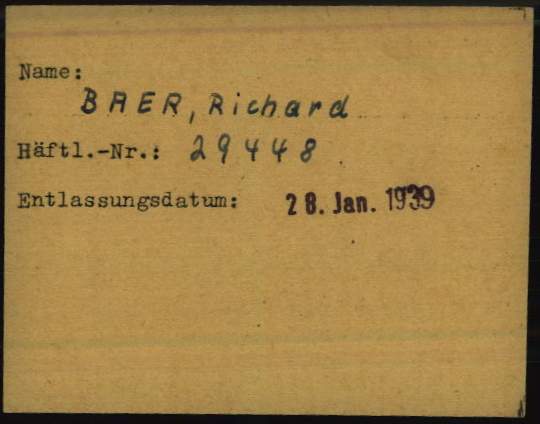 Name:
BAER, Richard
Häftl.-Nr.: 29448
Entlassungsdatum: 28. Jan. 1939